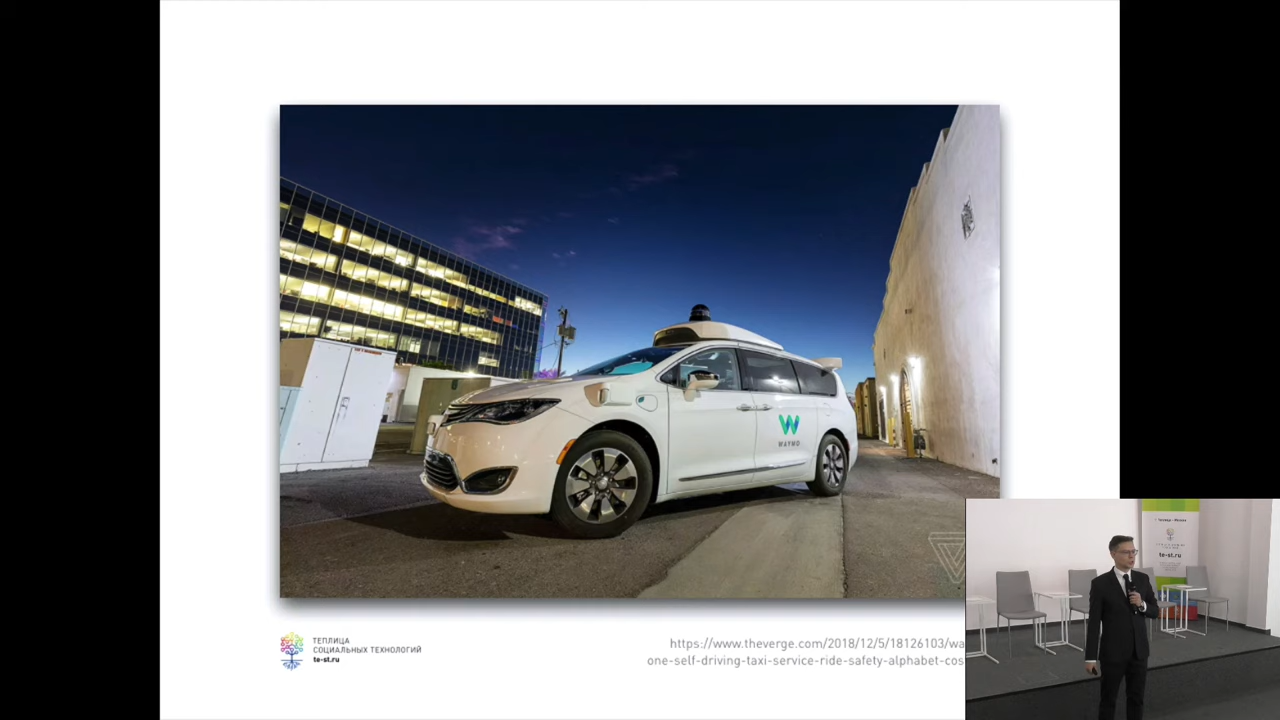 WAYMO
ТЕПЛИЦА
СОЦИАЛЬНЫХ ТЕХНОЛОГИЙ
te-st.ru
https://www.theverge.com/2018/12/5/18126103/wa
one-self-driving-taxi-service-ride-safety-alphabet-cos
te-st.ru